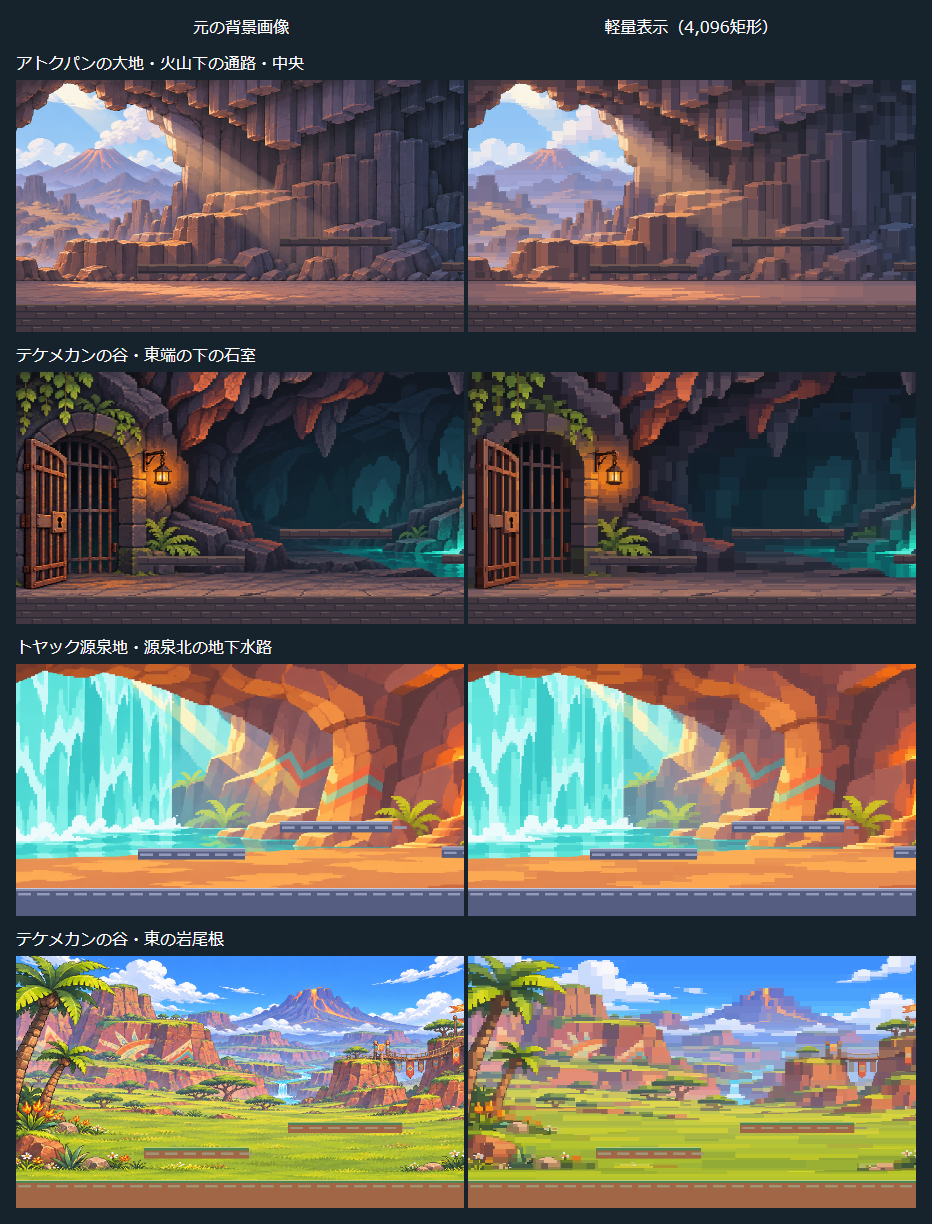 元の背景画像
軽量表示（4,096矩形）
アトクパンの大地・火山下の通路・中央
テケメカンの谷・東端の下の石室
トヤック源泉地・源泉北の地下水路
テケメカンの谷・東の岩尾根